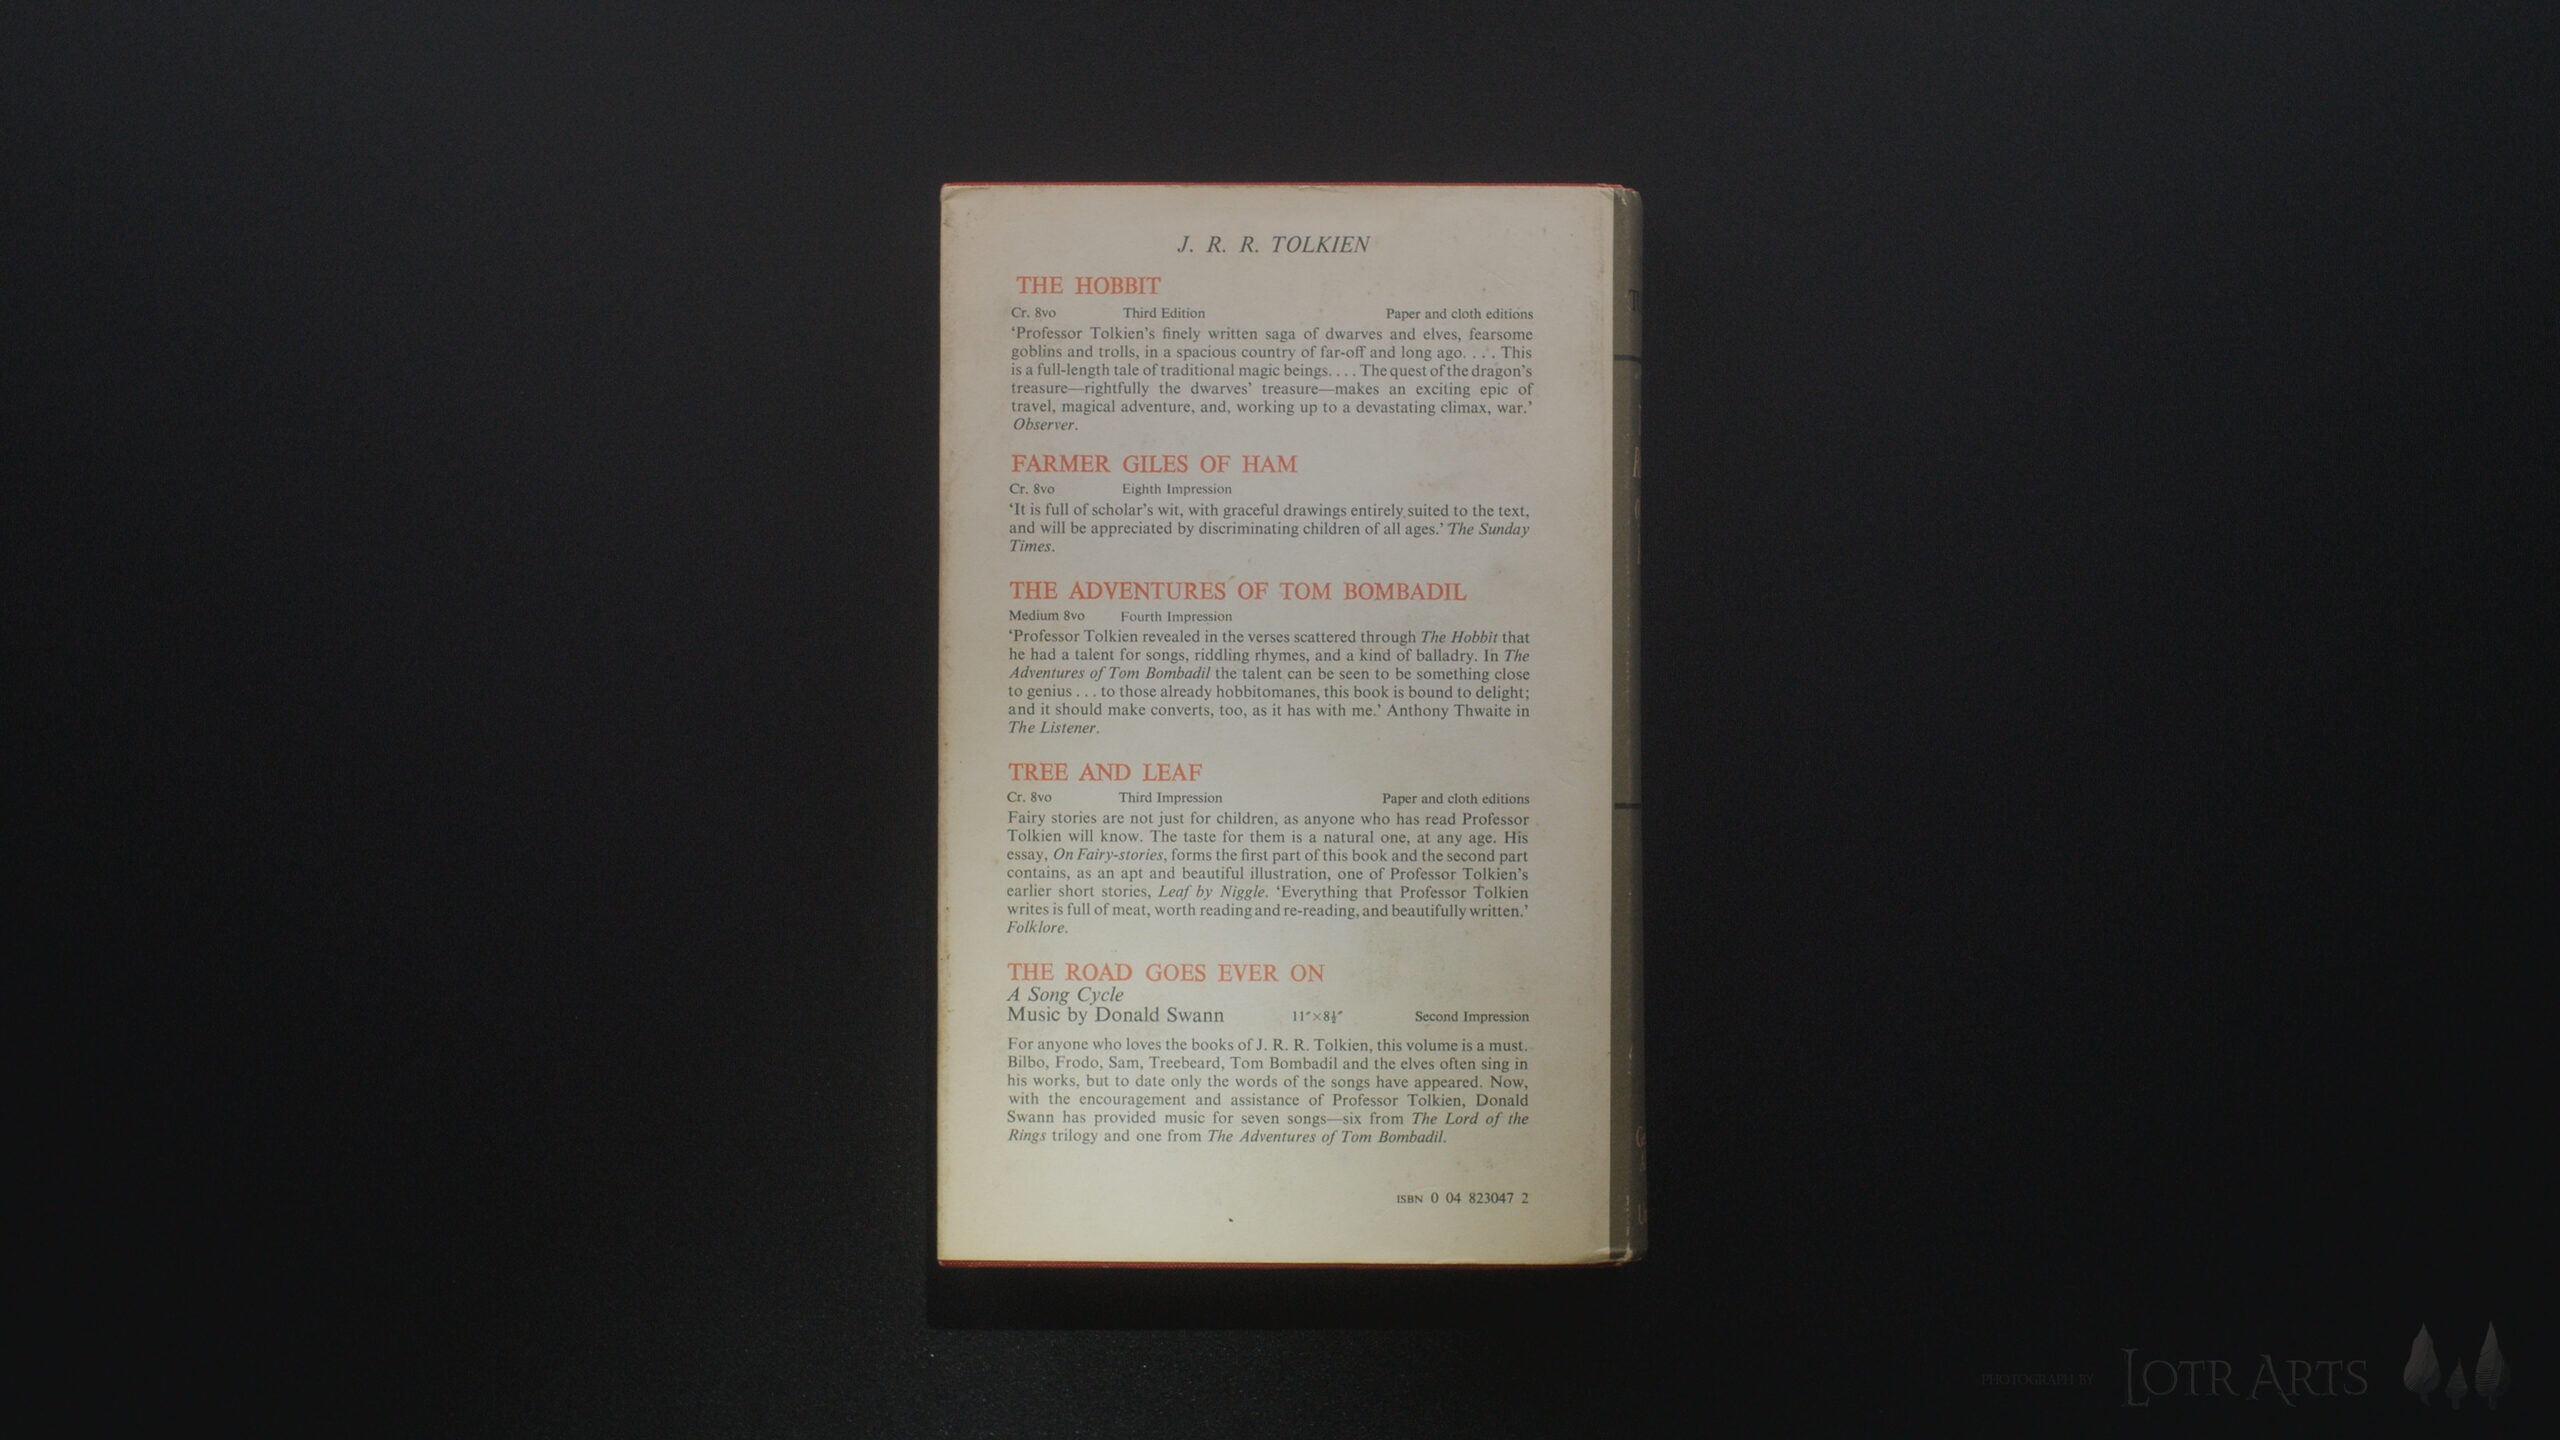 J. R. R. TOLKIEN
THE HOBBIT
Cr. 8vo Third Edition Paper and cloth editions
‘Professor Tolkien’s finely written saga of dwarves and elves, fearsome
goblins and trolls, in a spacious country of far-off and long ago. . . . This
is a full-length tale of traditional magic beings. . . . The quest of the dragon’s
treasure—rightfully the dwarves’ treasure—makes an exciting epic of
travel, magical adventure, and, working up to a devastating climax, war.’
Observer.
FARMER GILES OF HAM
Cr. 8vo Eighth Impression
‘It is full of scholar’s wit, with graceful drawings entirely suited to the text,
and will be appreciated by discriminating children of all ages.’ The Sunday
Times.
THE ADVENTURES OF TOM BOMBADIL
Medium 8vo Fourth Impression
‘Professor Tolkien revealed in the verses scattered through The Hobbit that
he had a talent for songs, riddling rhymes, and a kind of balladry. In The
Adventures of Tom Bombadil the talent can be seen to be something close
to genius . . . to those already hobbitomanes, this book is bound to delight;
and it should make converts, too, as it has with me.’ Anthony Thwaite in
The Listener.
TREE AND LEAF
Cr. 8vo Third Impression Paper and cloth editions
Fairy stories are not just for children, as anyone who has read Professor
Tolkien will know. The taste for them is a natural one, at any age. His
essay, On Fairy-stories, forms the first part of this book and the second part
contains, as an apt and beautiful illustration, one of Professor Tolkien’s
earlier short stories, Leaf by Niggle. ‘Everything that Professor Tolkien
writes is full of meat, worth reading and re-reading, and beautifully written.’
Folklore.
THE ROAD GOES EVER ON
A Song Cycle
Music by Donald Swann 11″×8½″ Second Impression
For anyone who loves the books of J. R. R. Tolkien, this volume is a must.
Bilbo, Frodo, Sam, Treebeard, Tom Bombadil and the elves often sing in
his works, but to date only the words of the songs have appeared. Now,
with the encouragement and assistance of Professor Tolkien, Donald
Swann has provided music for seven songs—six from The Lord of the
Rings trilogy and one from The Adventures of Tom Bombadil.
ISBN 0 04 823047 2
PHOTOGRAPH BY LOTR ARTS